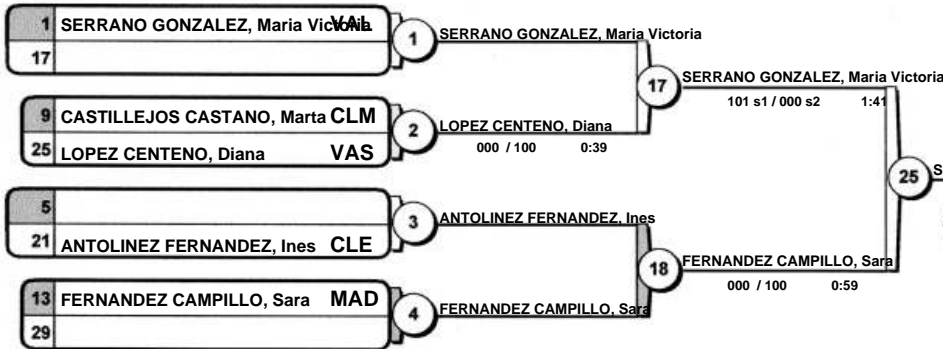 1 SERRANO GONZALEZ, Maria Victoria VAL
17
1
SERRANO GONZALEZ, Maria Victoria
17
SERRANO GONZALEZ, Maria Victoria
101 s1 / 000 s2 1:41
9 CASTILLEJOS CASTANO, Marta CLM
25 LOPEZ CENTENO, Diana VAS
2
LOPEZ CENTENO, Diana
000 / 100 0:39
25
S
5
21 ANTOLINEZ FERNANDEZ, Ines CLE
3
ANTOLINEZ FERNANDEZ, Ines
18
FERNANDEZ CAMPILLO, Sara
000 / 100 0:59
13 FERNANDEZ CAMPILLO, Sara MAD
29
4
FERNANDEZ CAMPILLO, Sara